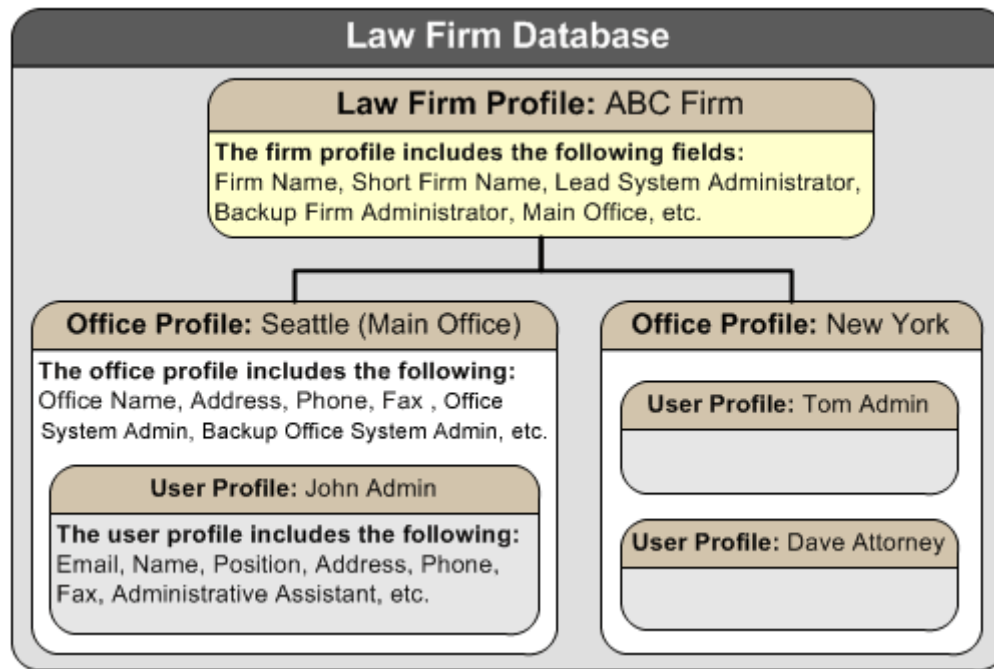 Law Firm Database
Law Firm Profile: ABC Firm
The firm profile includes the following fields:
Firm Name, Short Firm Name, Lead System Administrator,
Backup Firm Administrator, Main Office, etc.
Office Profile: Seattle (Main Office)
The office profile includes the following:
Office Name, Address, Phone, Fax , Office
System Admin, Backup Office System Admin, etc.
User Profile: John Admin
The user profile includes the following:
Email, Name, Position, Address, Phone,
Fax, Administrative Assistant, etc.
Office Profile: New York
User Profile: Tom Admin
User Profile: Dave Attorney